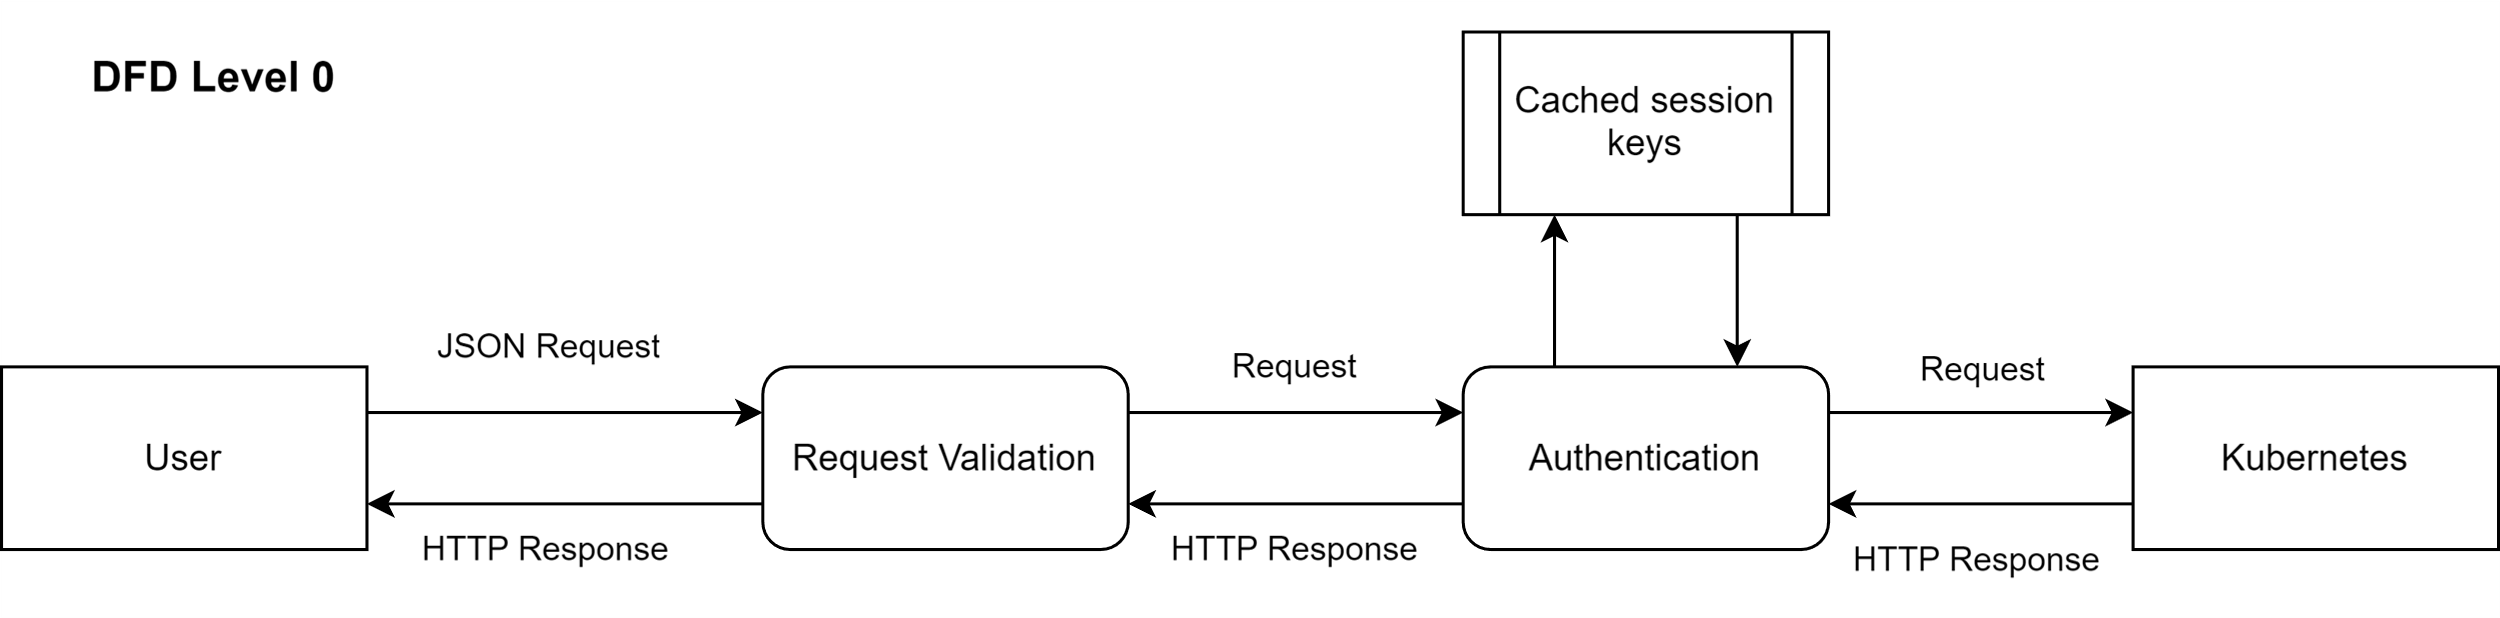 DFD Level 0
Cached session
keys
JSON Request
Request
Request
User
Request Validation
Authentication
Kubernetes
HTTP Response
HTTP Response
HTTP Response